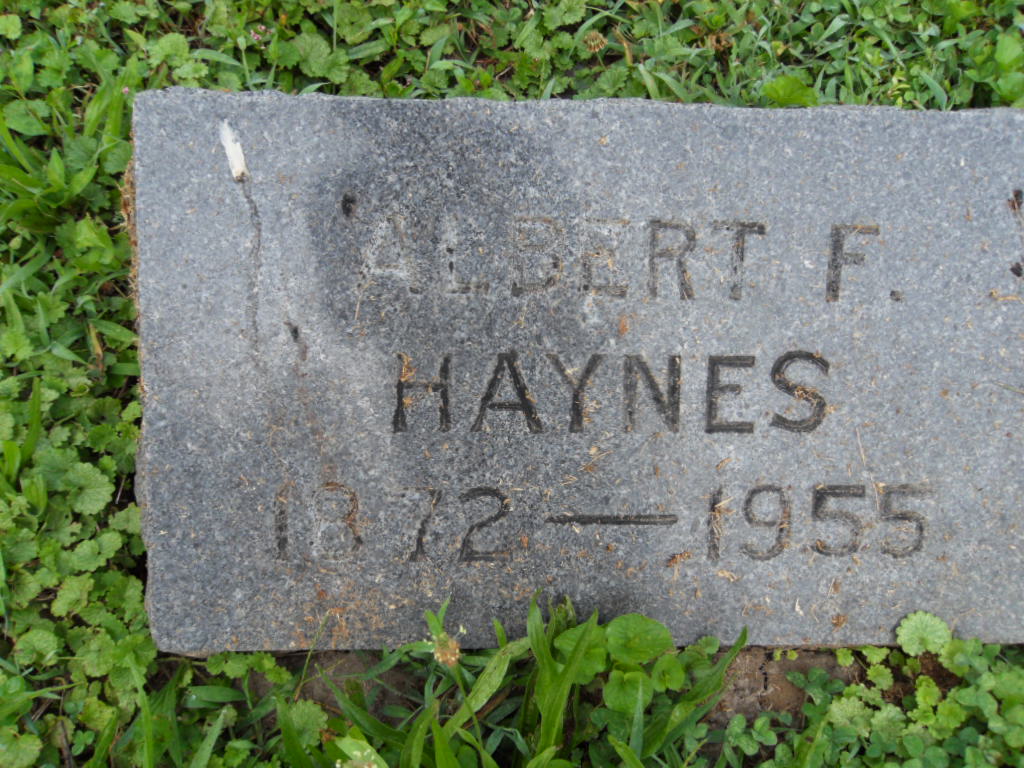 ALBERT F.
HAYNES
1872 — 1955